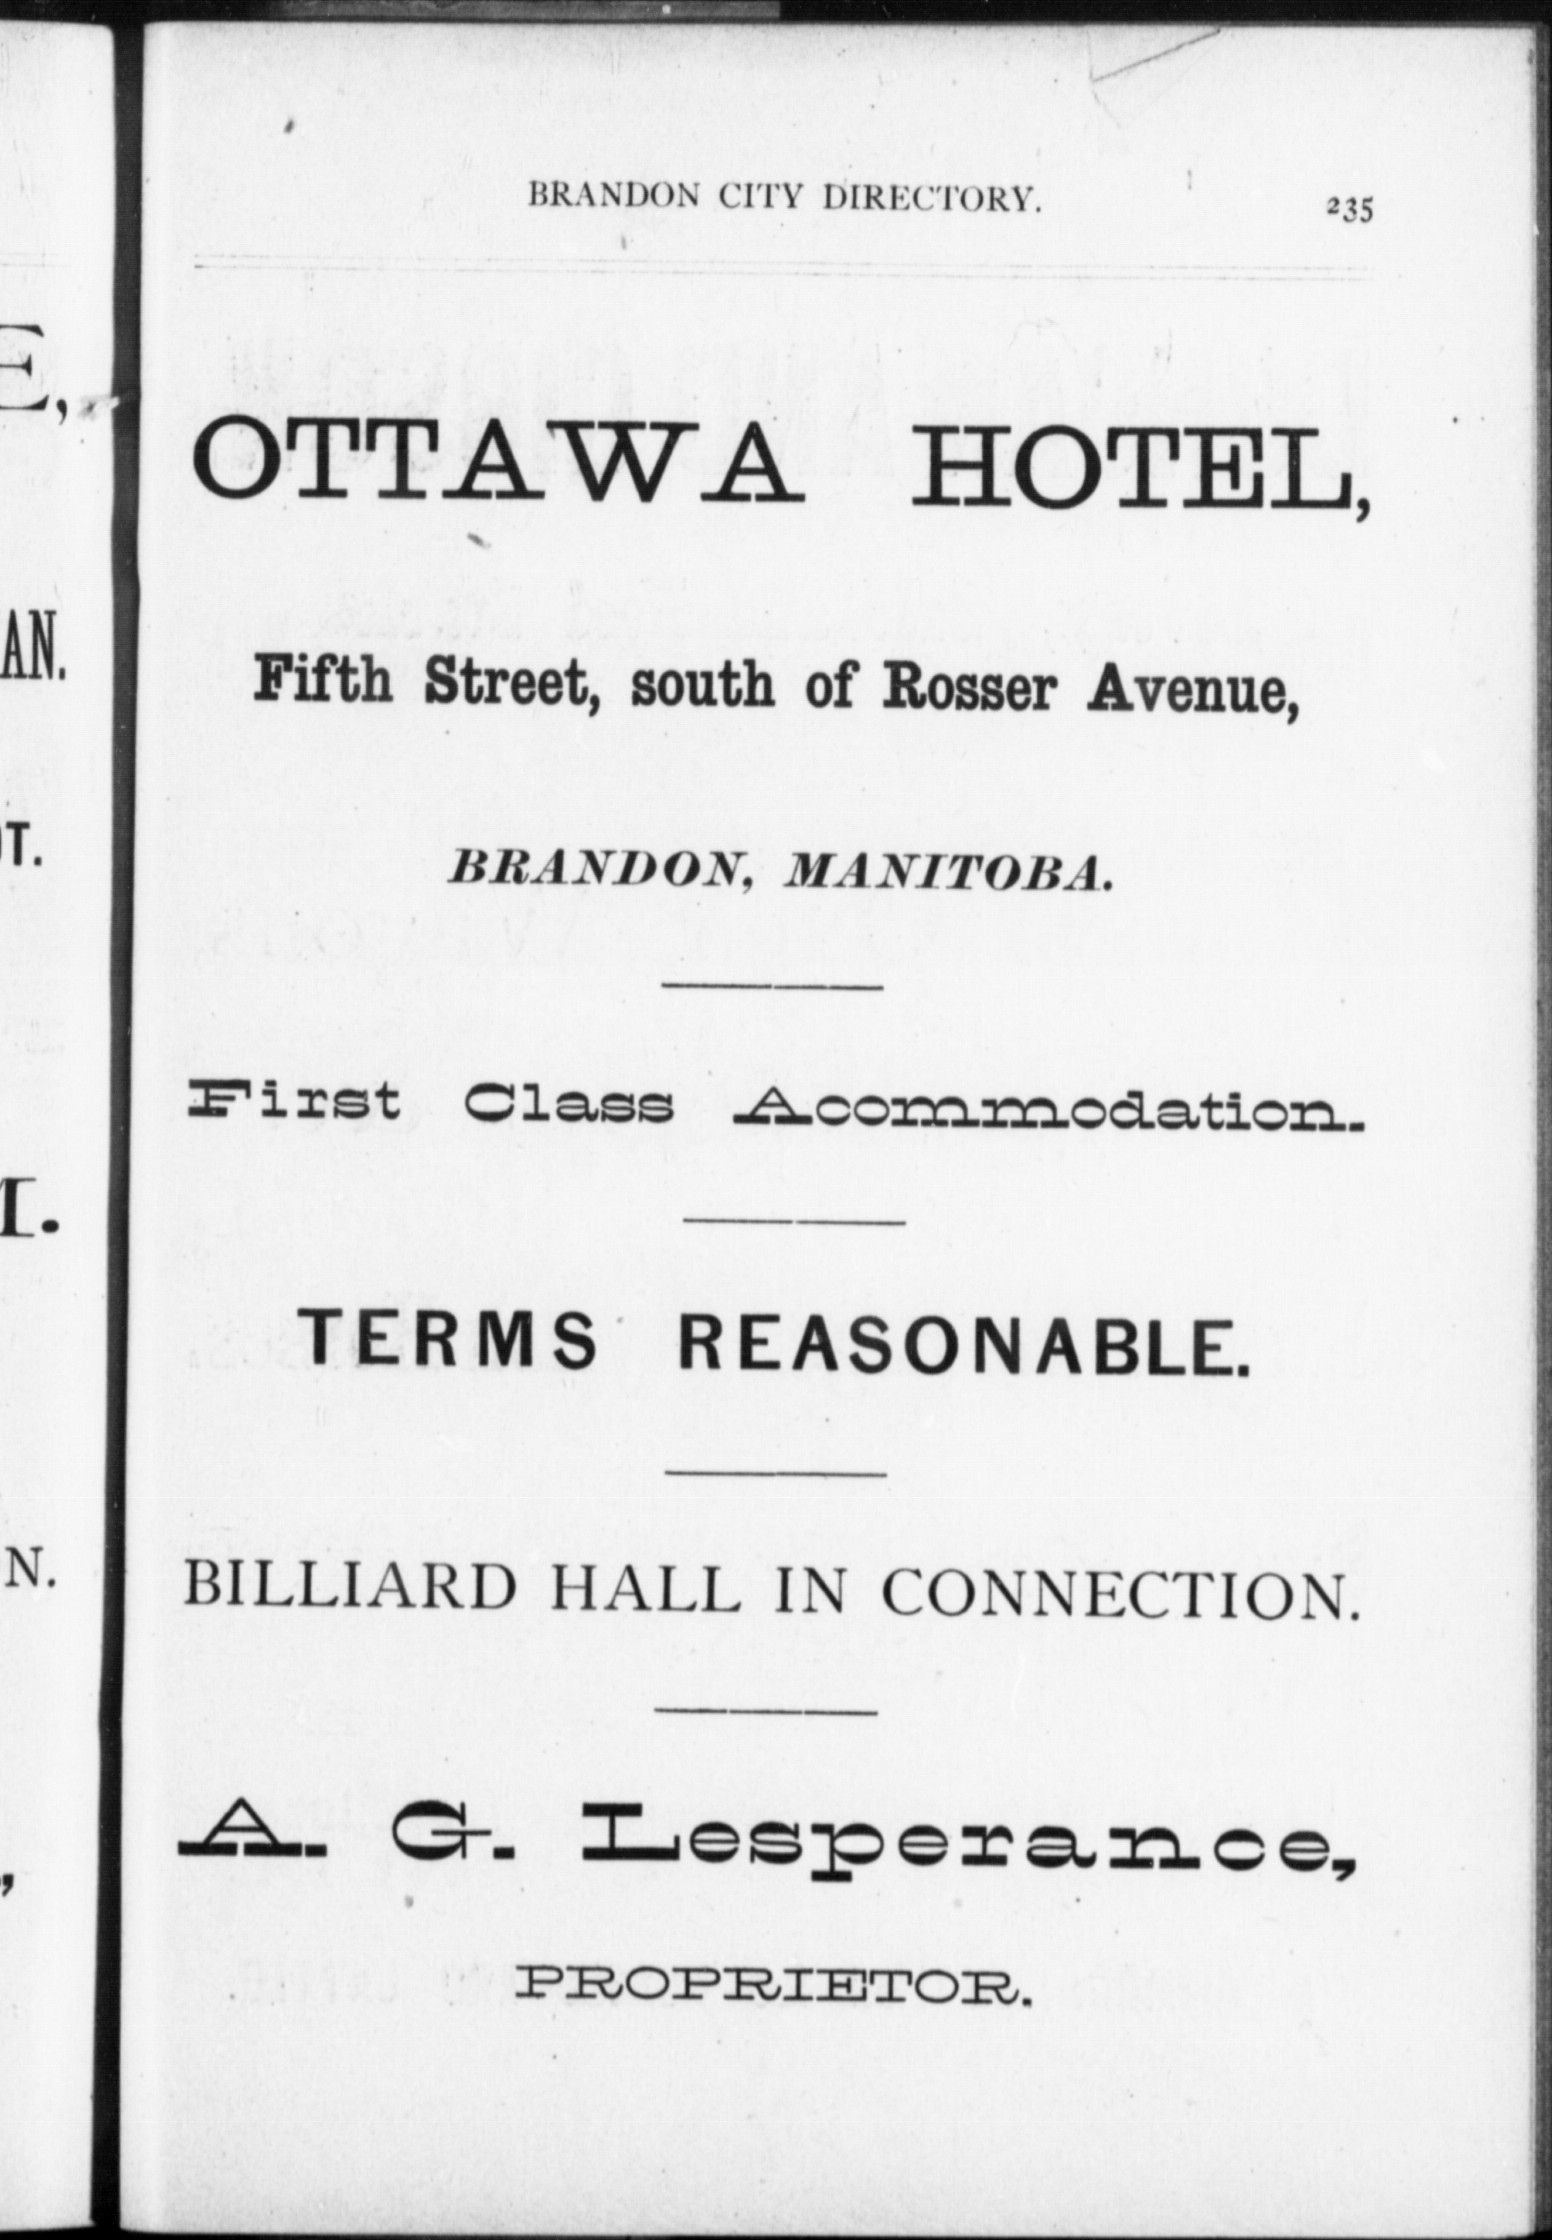 BRANDON CITY DIRECTORY. 235
OTTAWA HOTEL,
Fifth Street, south of Rosser Avenue,
BRANDON, MANITOBA.
First Class Acommodation.
TERMS REASONABLE.
BILLIARD HALL IN CONNECTION.
A. G. Lesperance,
PROPRIETOR.